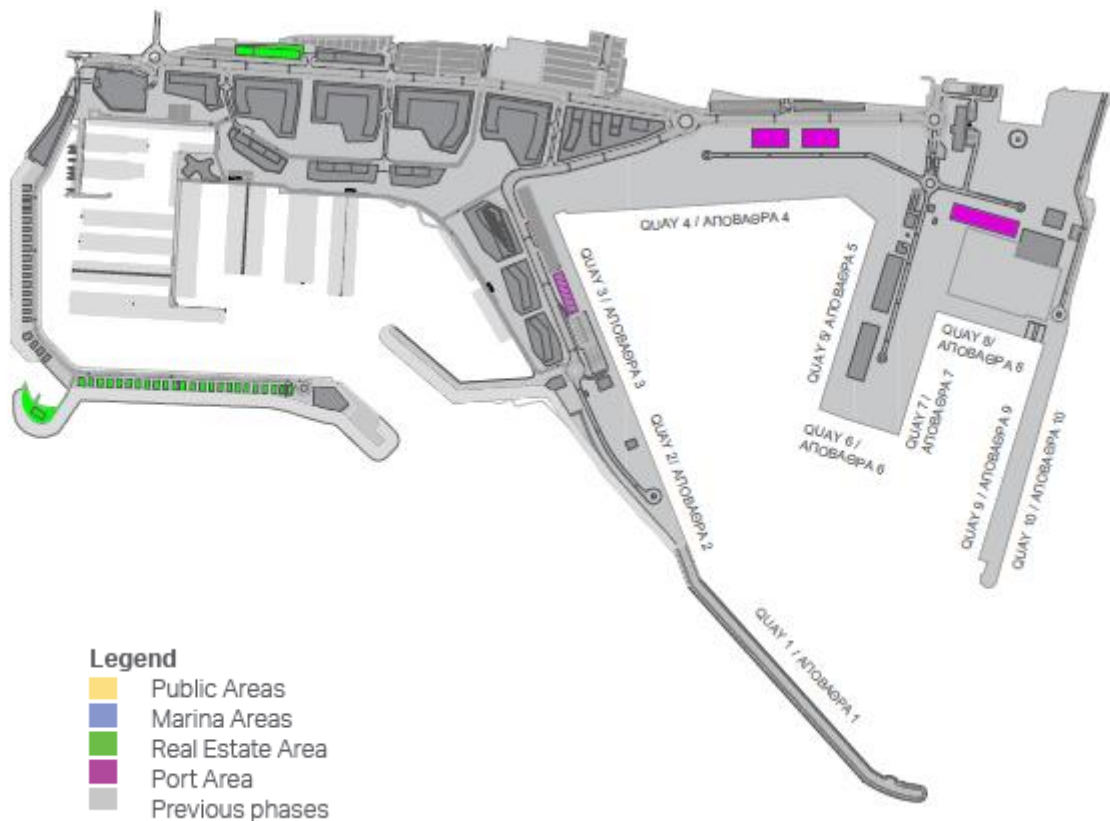 QUAY 4 / ΑΠΟΒΑΘΡΑ 4
QUAY 3 / ΑΠΟΒΑΘΡΑ 3
QUAY 5/ ΑΠΟΒΑΘΡΑ 5
QUAY 8/
ΑΠΟΒΑΘΡΑ 8
QUAY 6 /
ΑΠΟΒΑΘΡΑ 6
QUAY 7 /
ΑΠΟΒΑΘΡΑ 7
QUAY 9 / ΑΠΟΒΑΘΡΑ 9
QUAY 10 / ΑΠΟΒΑΘΡΑ 10
QUAY 2/ ΑΠΟΒΑΘΡΑ 2
QUAY 1 / ΑΠΟΒΑΘΡΑ 1
Legend
Public Areas
Marina Areas
Real Estate Area
Port Area
Previous phases